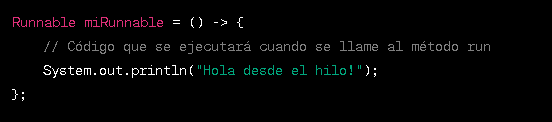 Runnable miRunnable = () -> {
// Código que se ejecutará cuando se llame al método run
System.out.println("Hola desde el hilo!");
};